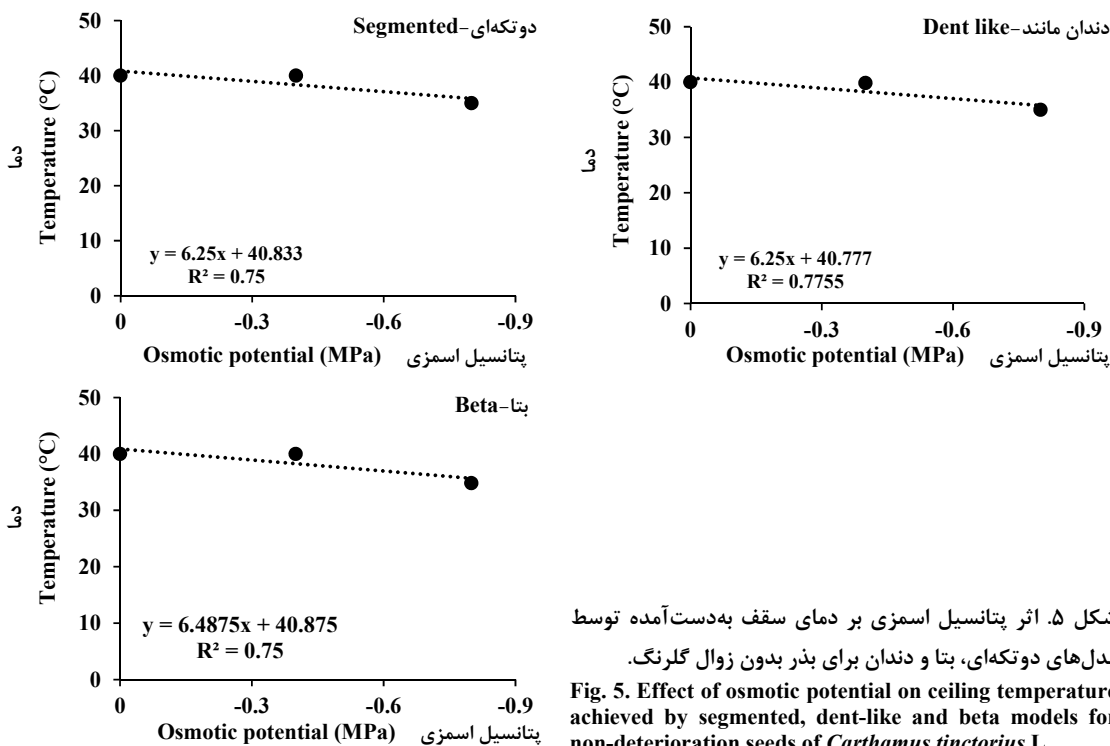 دوتکه‌ای-Segmented
50
40
30
20
10
0
دما
Temperature (°C)
y = 6.25x + 40.833
R² = 0.75
0 -0.3 -0.6 -0.9
Osmotic potential (MPa) پتانسیل اسمزی
دندان مانند-Dent like
50
40
30
20
10
0
دما
Temperature (°C)
y = 6.25x + 40.777
R² = 0.7755
0 -0.3 -0.6 -0.9
Osmotic potential (MPa) پتانسیل اسمزی
بتا-Beta
50
40
30
20
10
0
دما
Temperature (°C)
y = 6.4875x + 40.875
R² = 0.75
0 -0.3 -0.6 -0.9
Osmotic potential (MPa) پتانسیل اسمزی
شکل ۵. اثر پتانسیل اسمزی بر دمای سقف به‌دست‌آمده توسط
مدل‌های دوتکه‌ای، بتا و دندان برای بذر بدون زوال گلرنگ.
Fig. 5. Effect of osmotic potential on ceiling temperature
achieved by segmented, dent-like and beta models for
non-deterioration seeds of Carthamus tinctorius L.